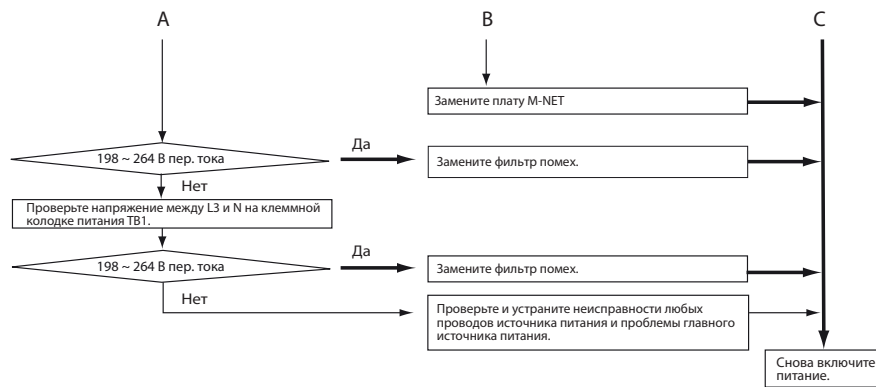 A
B
C
Замените плату M-NET
198 ~ 264 В пер. тока
Да
Замените фильтр помех.
Нет
Проверьте напряжение между L3 и N на клеммной
колодке питания TB1.
198 ~ 264 В пер. тока
Да
Замените фильтр помех.
Нет
Проверьте и устраните неисправности любых
проводов источника питания и проблемы главного
источника питания.
Снова включите
питание.